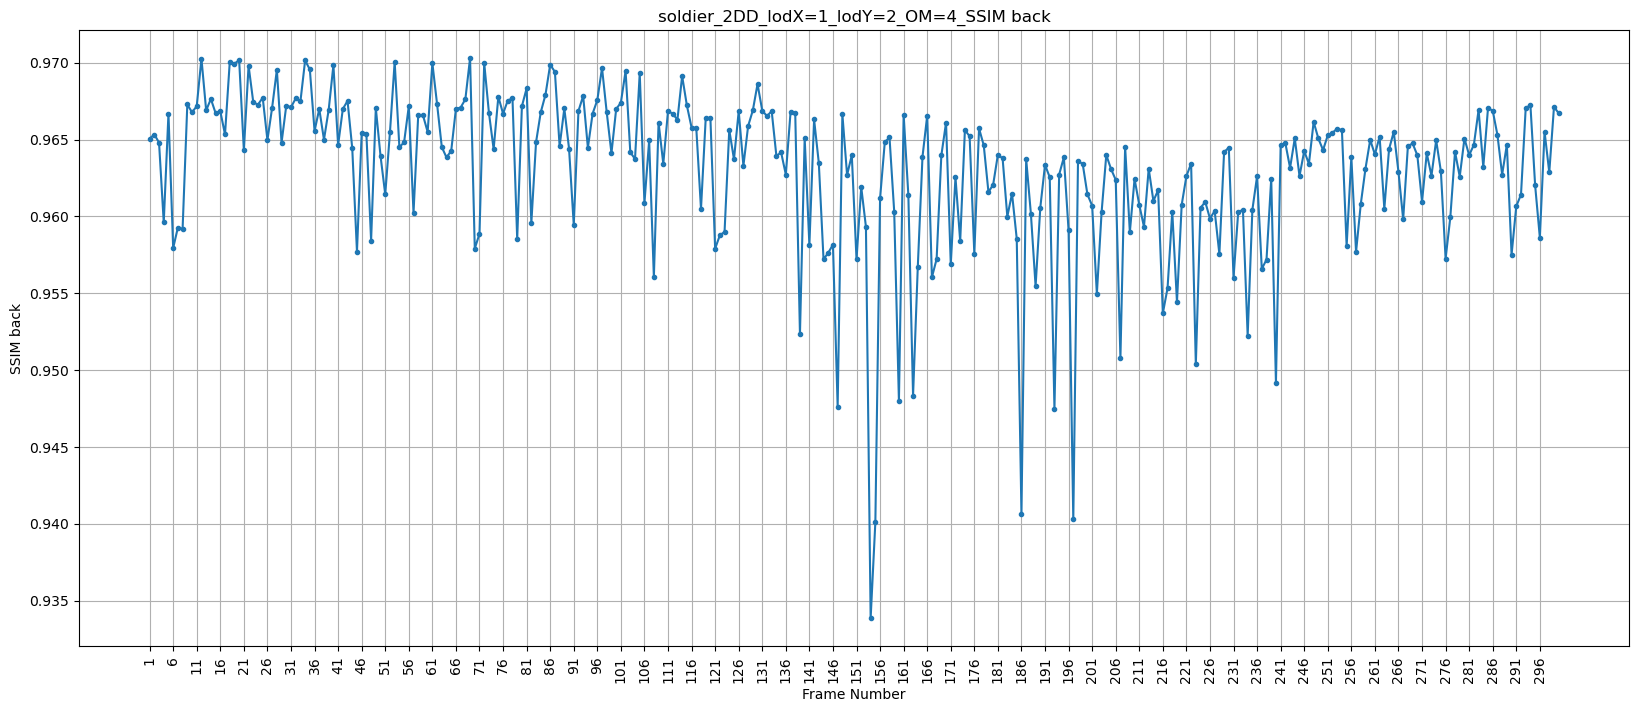 soldier_2DD_lodX=1_lodY=2_OM=4_SSIM back
SSIM back
0.970
0.965
0.960
0.955
0.950
0.945
0.940
0.935
1 6 11 16 21 26 31 36 41 46 51 56 61 66 71 76 81 86 91 96 101 106 111 116 121 126 131 136 141 146 151 156 161 166 171 176 181 186 191 196 201 206 211 216 221 226 231 236 241 246 251 256 261 266 271 276 281 286 291 296
Frame Number